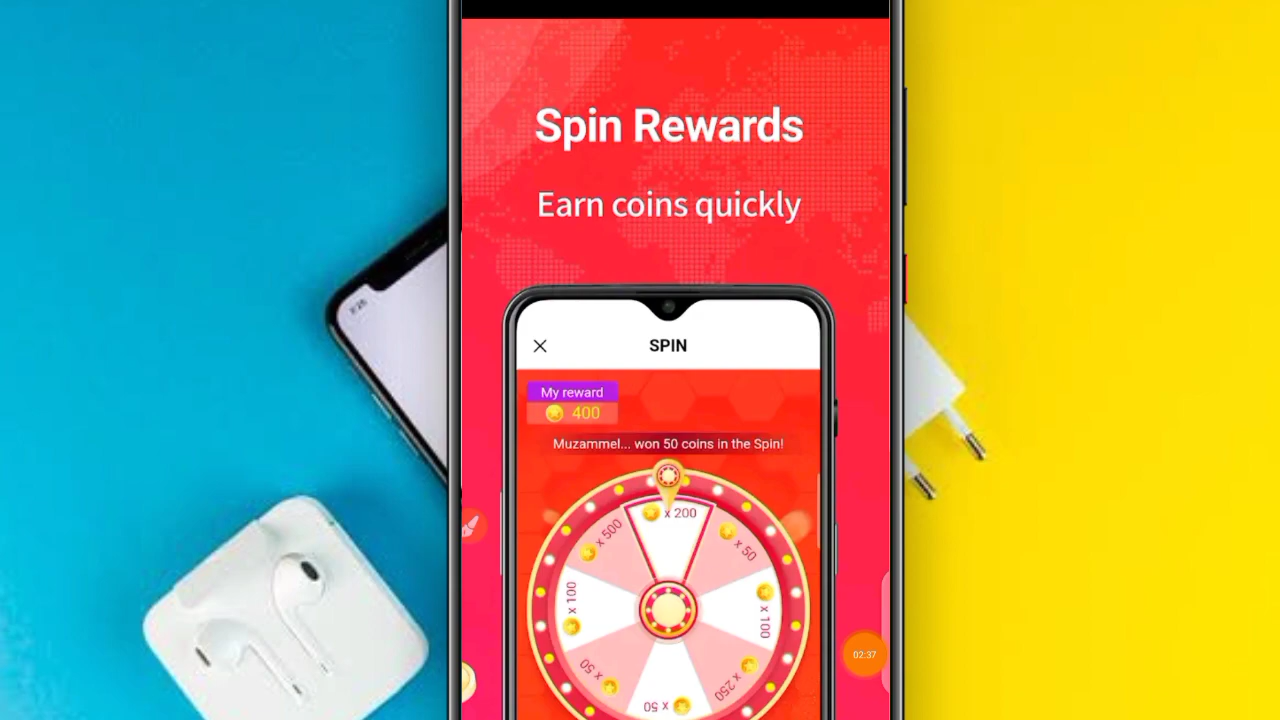 Spin Rewards
Earn coins quickly
SPIN
My reward
400
Muzammel... won 50 coins in the Spin!
x 200
x 50
x 100
x 250
x 50
x 50
x 100
x 500
02:37